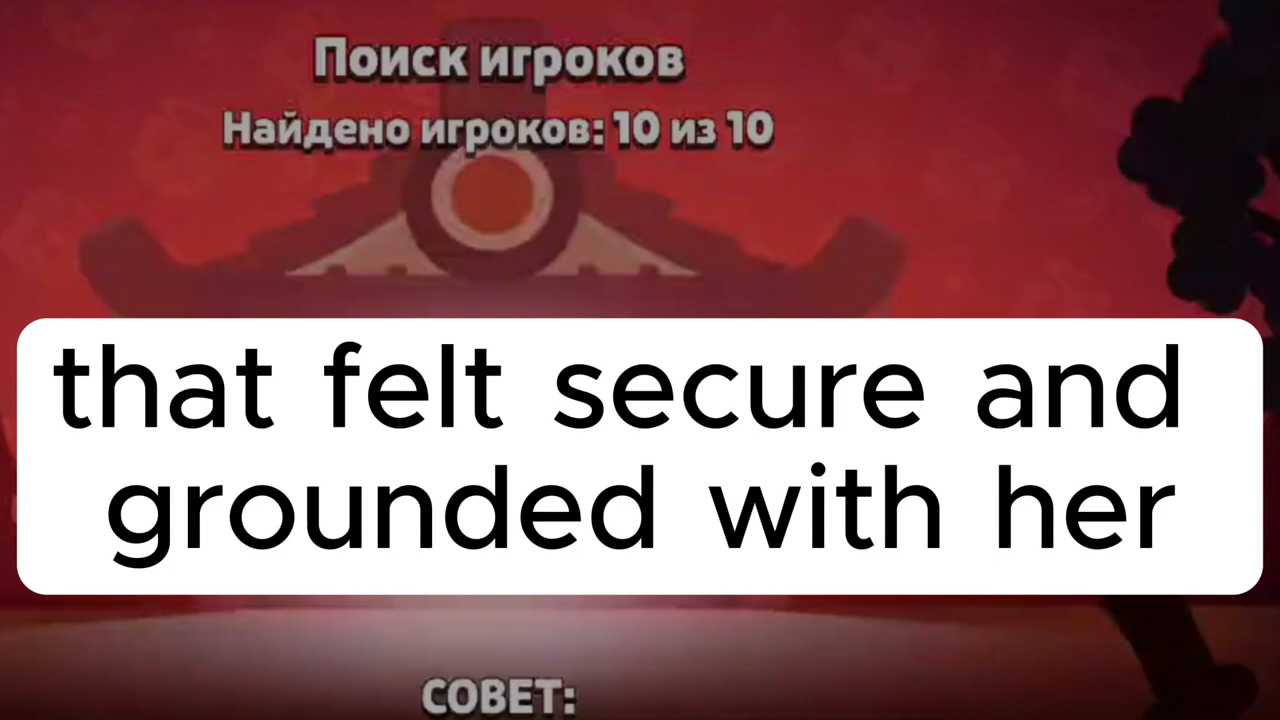 Поиск игроков
Найдено игроков: 10 из 10
that felt secure and
grounded with her
СОВЕТ: